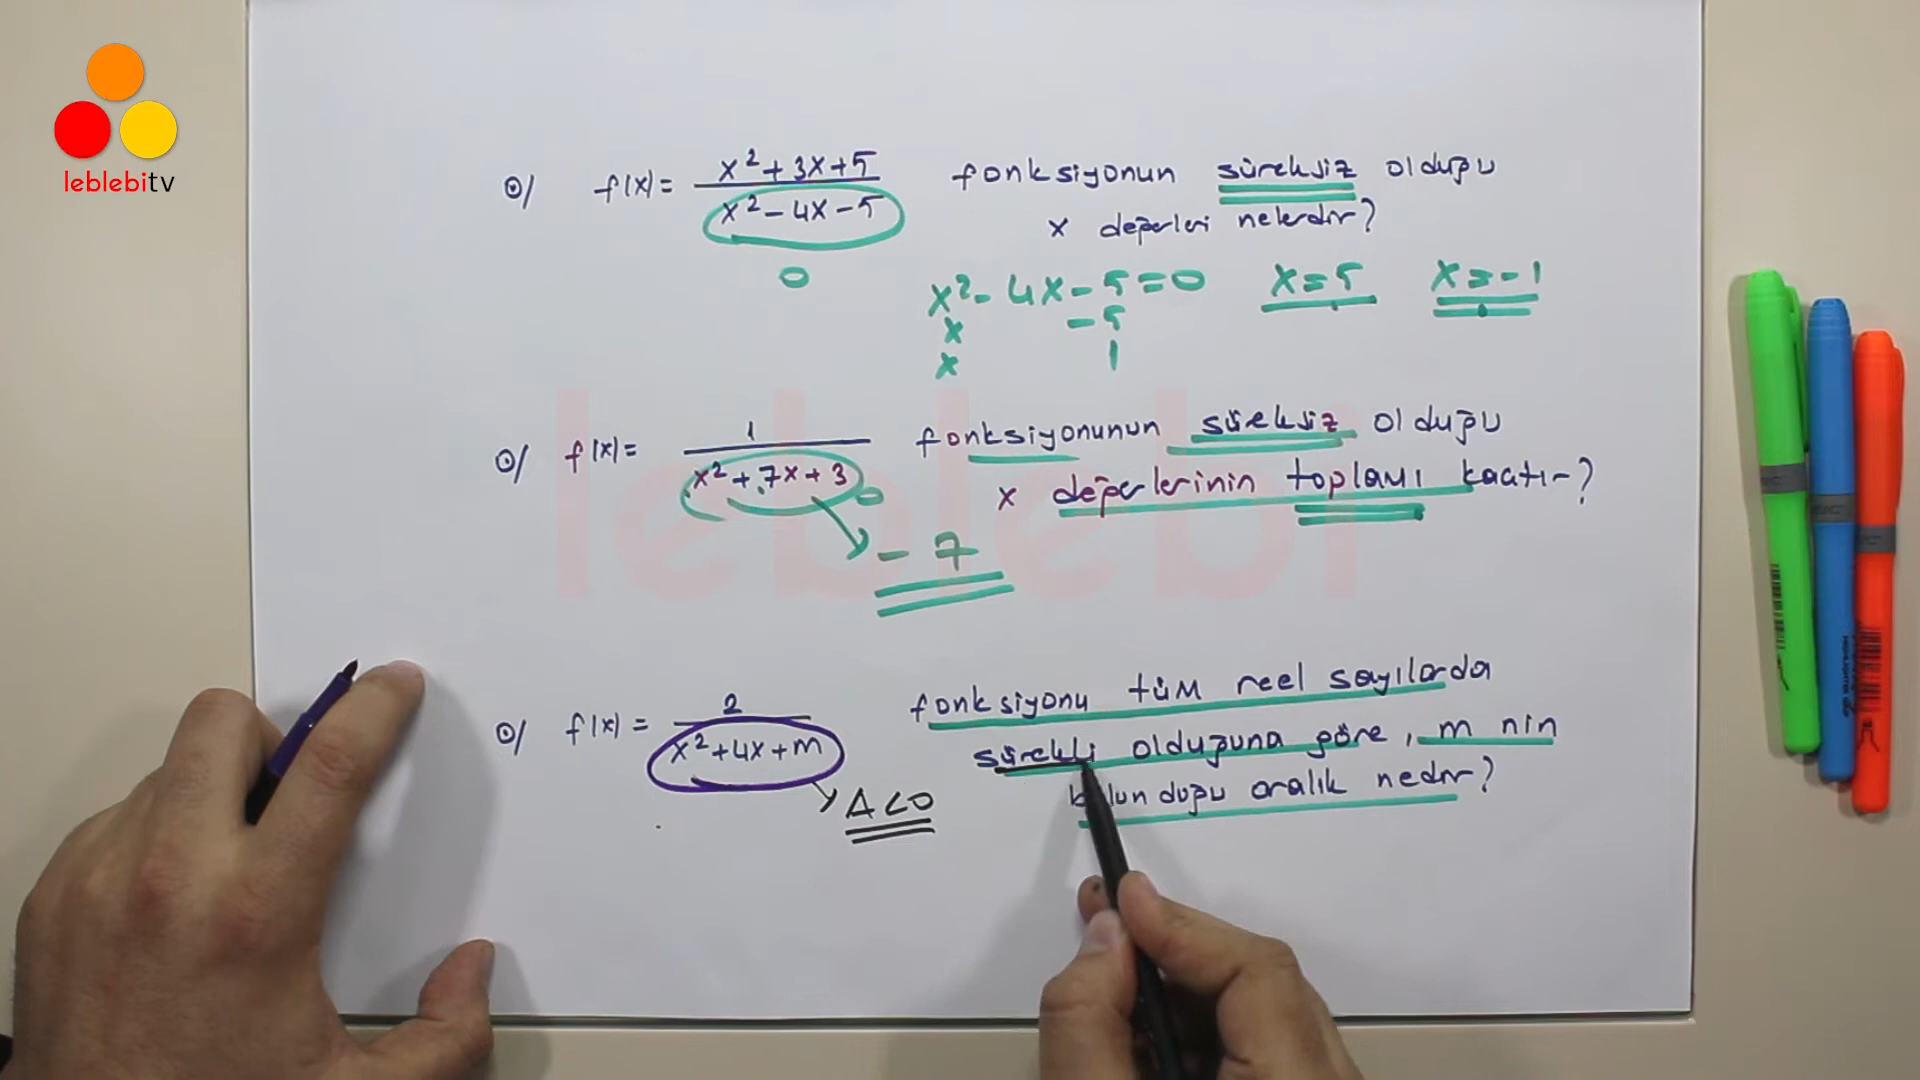 leblebitv
⊙/ f(x) = x² + 3x + 5 / x² - 4x - 5 fonksiyonun süreksiz olduğu
x değerleri nelerdir?
0
x² - 4x - 5 = 0 x = 5 x = -1
x -5
x 1
⊙/ f(x) = 1 / x² + 7x + 3 fonksiyonunun süreksiz olduğu
0
x değerlerinin toplamı kaçtır?
- 7
leblebi
⊙/ f(x) = 2 / x² + 4x + m fonksiyonu tüm reel sayılarda
sürekli olduğuna göre, m nin
bulunduğu aralık nedir?
Δ < 0